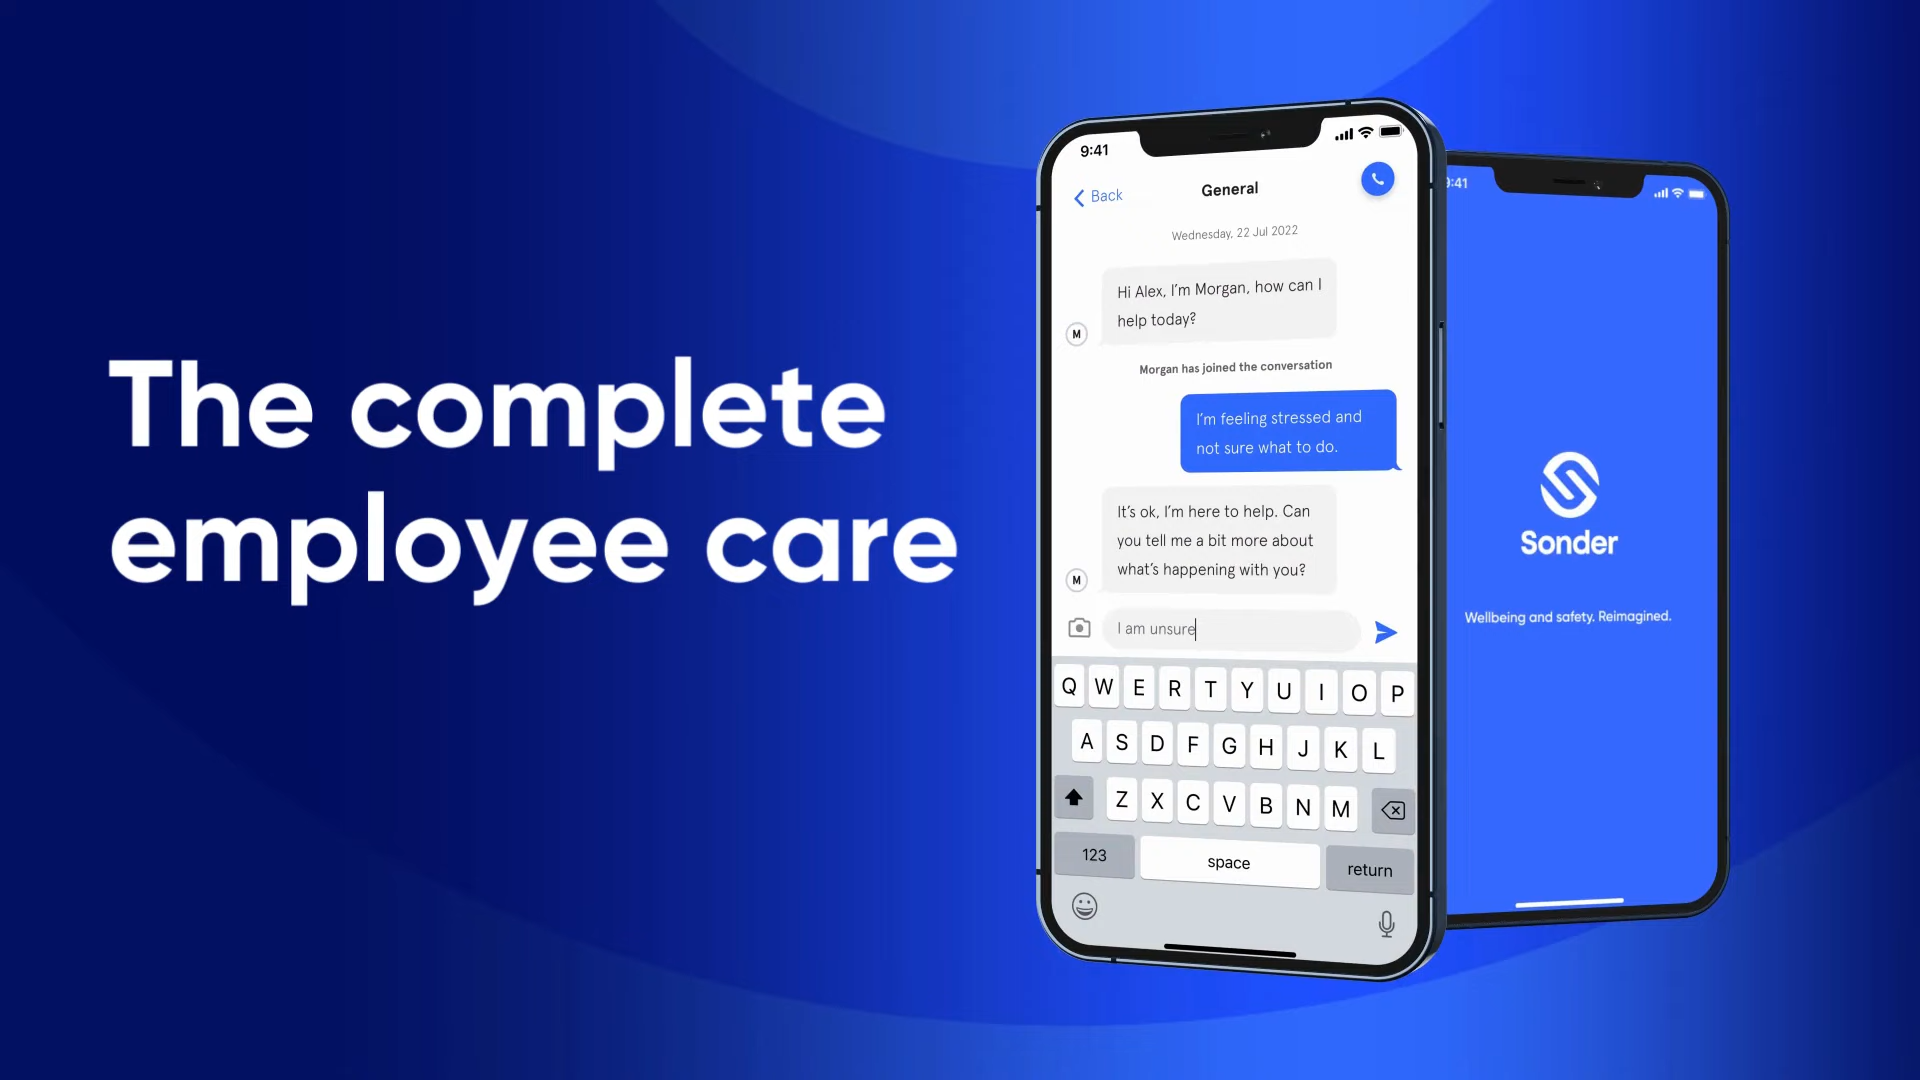 The complete
employee care
9:41
Back
General
Wednesday, 22 Jul 2022
Hi Alex, I'm Morgan, how can I
help today?
M
Morgan has joined the conversation
I'm feeling stressed and
not sure what to do.
It's ok, I'm here to help. Can
you tell me a bit more about
what's happening with you?
M
I am unsure
Q W E R T Y U I O P
A S D F G H J K L
Z X C V B N M
123 space return
9:41
Sonder
Wellbeing and safety. Reimagined.